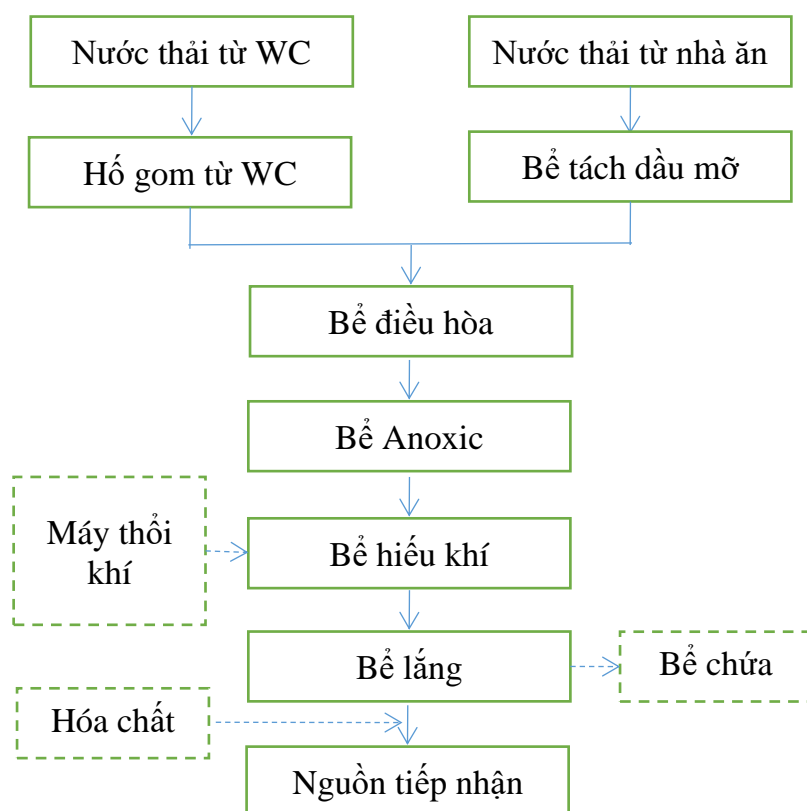 Nước thải từ WC
Nước thải từ nhà ăn
Hố gom từ WC
Bể tách dầu mỡ
Bể điều hòa
Bể Anoxic
Máy thổi
khí
Bể hiếu khí
Bể lắng
Bể chứa
Hóa chất
Nguồn tiếp nhận